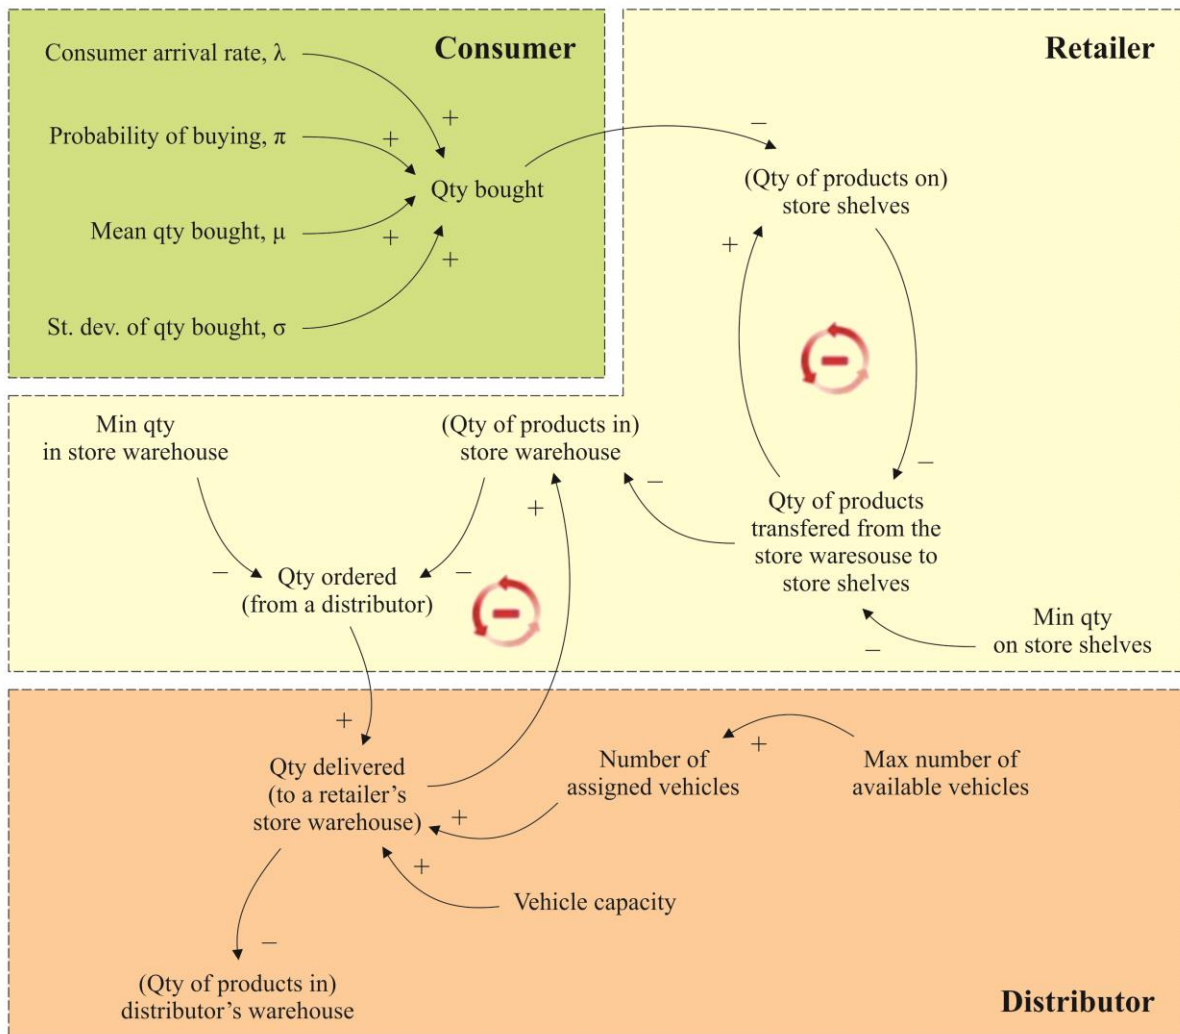 Consumer
Consumer arrival rate, λ
Probability of buying, π
Mean qty bought, μ
St. dev. of qty bought, σ
+
+
+
+
Qty bought
Retailer
−
(Qty of products on)
store shelves
+
−
−
Qty of products
transfered from the
store waresouse to
store shelves
−
Min qty
on store shelves
−
(Qty of products in)
store warehouse
+
Min qty
in store warehouse
−
−
Qty ordered
(from a distributor)
−
Distributor
+
Qty delivered
(to a retailer’s
store warehouse)
+
+
Number of
assigned vehicles
+
Max number of
available vehicles
Vehicle capacity
−
(Qty of products in)
distributor’s warehouse